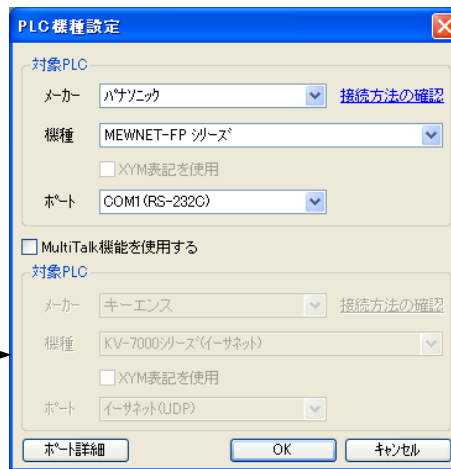 PLC機種設定
対象PLC
メーカー パナソニック 接続方法の確認
機種 MEWNET-FP シリーズ
XYM表記を使用
ポート COM1(RS-232C)
MultiTalk機能を使用する
対象PLC
メーカー キーエンス 接続方法の確認
機種 KV-7000シリーズ(イーサネット)
XYM表記を使用
ポート イーサネット(UDP)
ポート詳細 OK キャンセル